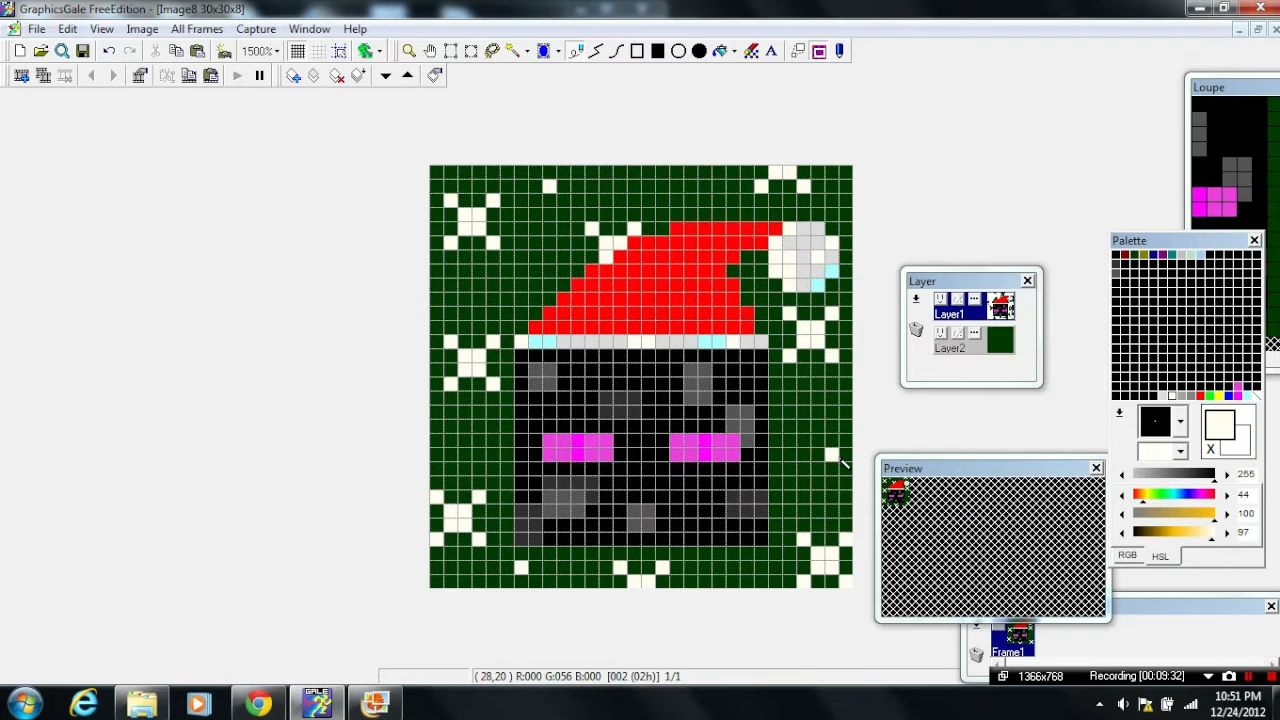 GraphicsGale FreeEdition - [Image8 30x30x8]
File Edit View Image All Frames Capture Window Help
1500%
A
Loupe
Palette
Layer
Layer1
Layer2
Preview
X
255
44
100
97
RGB HSL
Frame1
( 28,20 ) R:000 G:056 B:000 [002 (02h)] 1/1
1366x768 Recording (00:09:32)
GALE
10:51 PM
12/24/2012